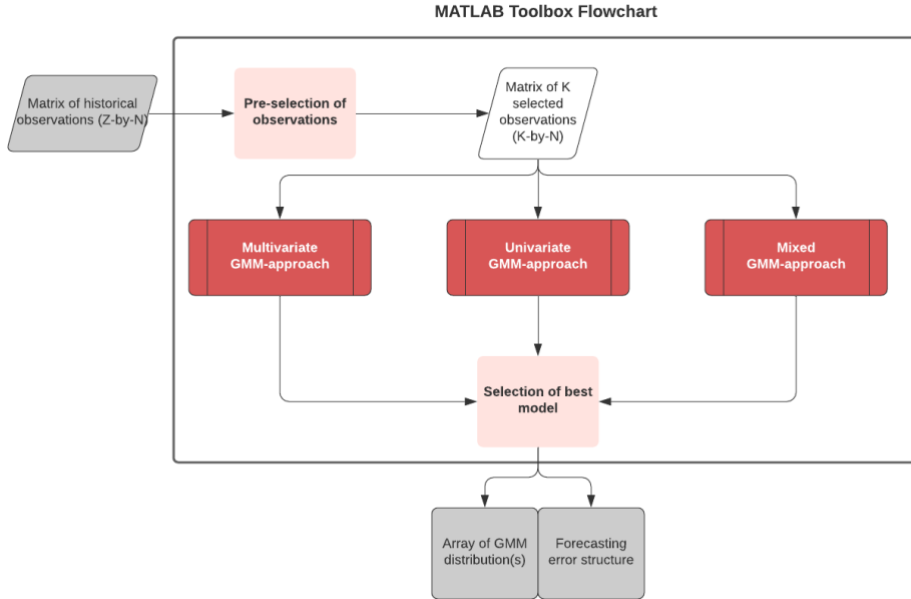 MATLAB Toolbox Flowchart
Matrix of historical
observations (Z-by-N)
Pre-selection of
observations
Matrix of K
selected
observations
(K-by-N)
Multivariate
GMM-approach
Univariate
GMM-approach
Mixed
GMM-approach
Selection of best
model
Array of GMM
distribution(s)
Forecasting
error structure